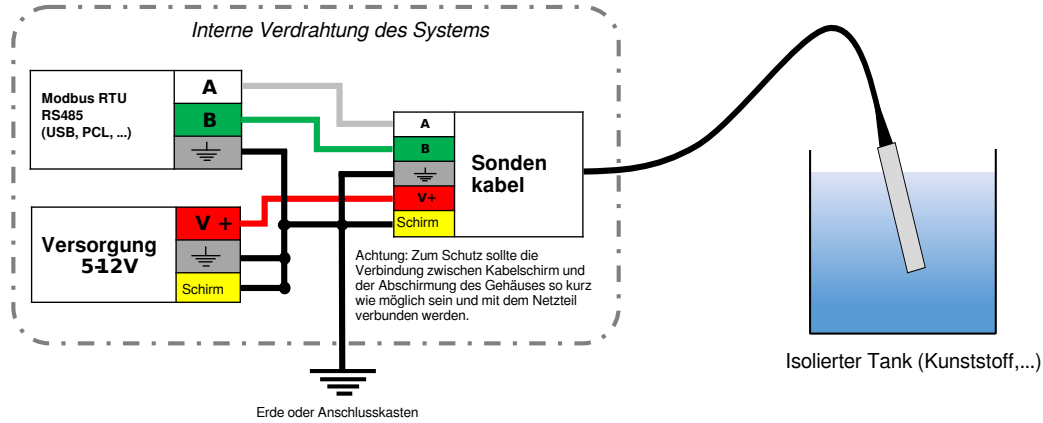 Interne Verdrahtung des Systems
Modbus RTU
RS485
(USB, PCL, ...)
A
B
A
B
V+
Schirm
Sonden
kabel
Versorgung
5-12V
V +
Schirm
Achtung: Zum Schutz sollte die
Verbindung zwischen Kabelschirm und
der Abschirmung des Gehäuses so kurz
wie möglich sein und mit dem Netzteil
verbunden werden.
Isolierter Tank (Kunststoff,...)
Erde oder Anschlusskasten